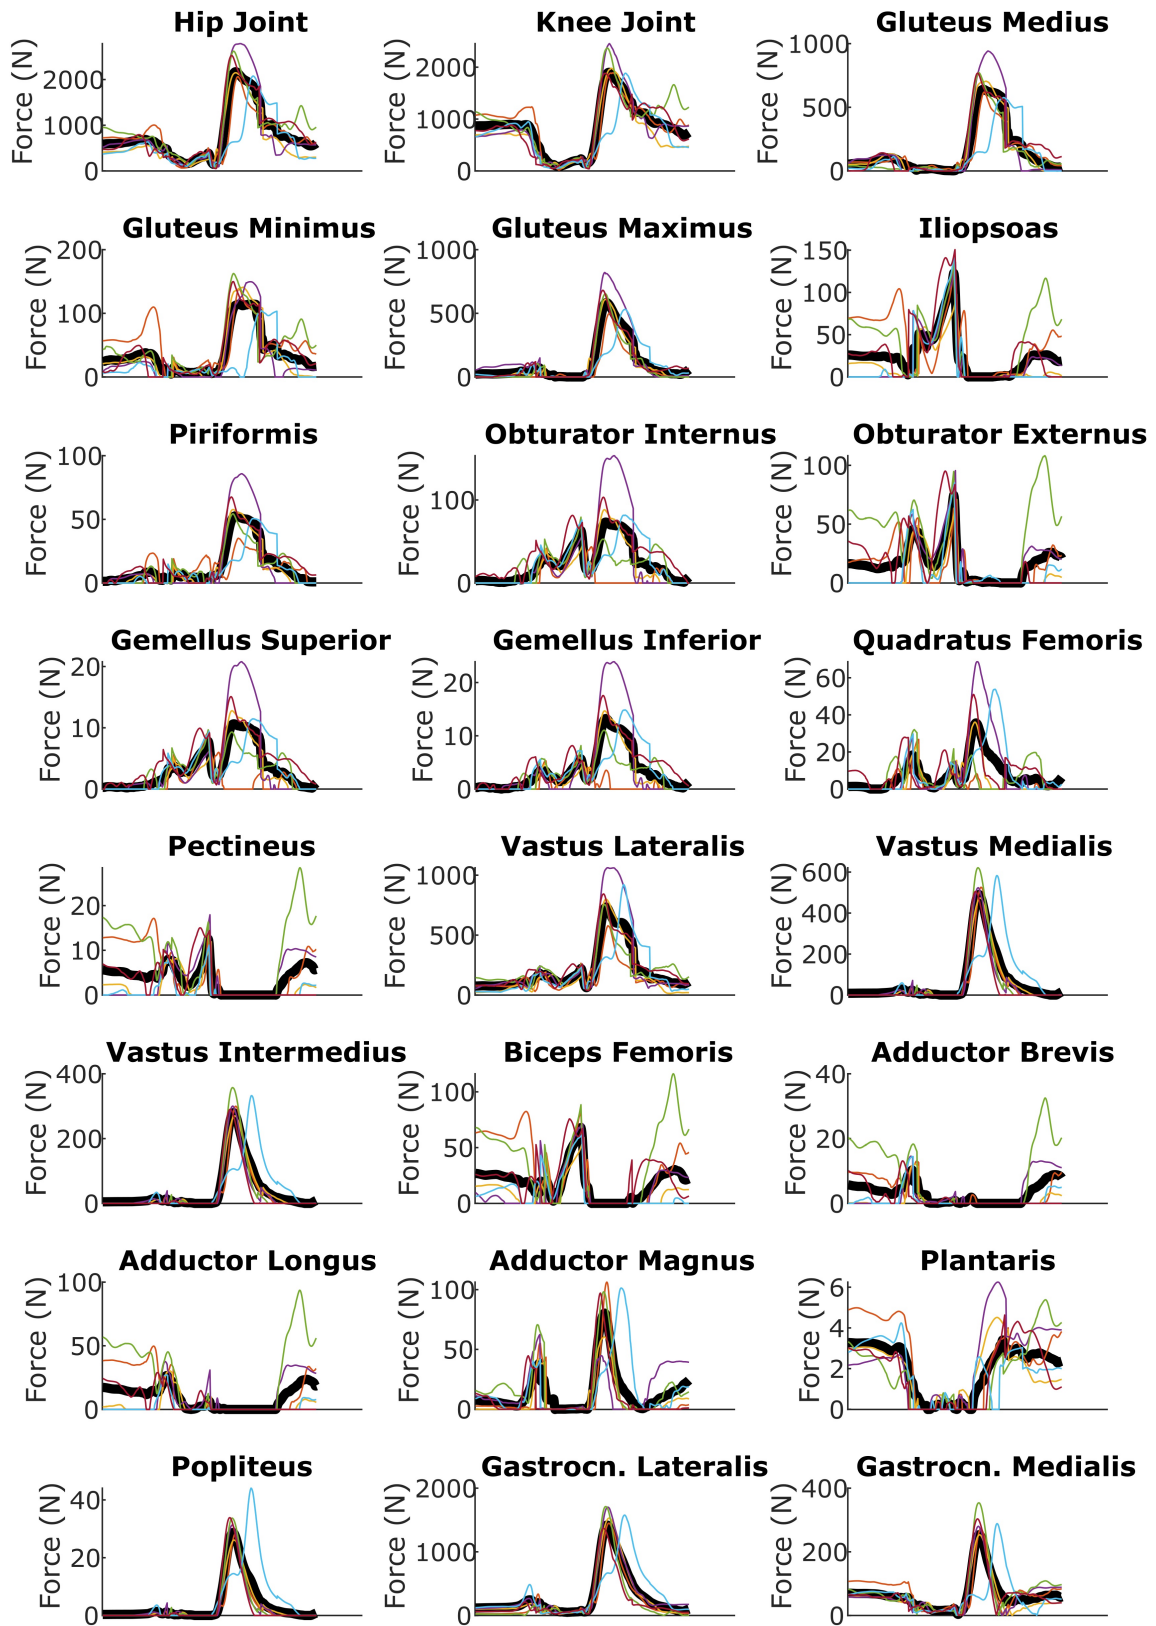 Hip Joint Knee Joint Gluteus Medius
Force (N) 2000 1000 0 Force (N) 2000 1000 0 Force (N) 1000 500 0
Gluteus Minimus Gluteus Maximus Iliopsoas
Force (N) 200 100 0 Force (N) 1000 500 0 Force (N) 150 100 50 0
Piriformis Obturator Internus Obturator Externus
Force (N) 100 50 0 Force (N) 100 0 Force (N) 100 50 0
Gemellus Superior Gemellus Inferior Quadratus Femoris
Force (N) 20 10 0 Force (N) 20 10 0 Force (N) 60 40 20 0
Pectineus Vastus Lateralis Vastus Medialis
Force (N) 20 10 0 Force (N) 1000 500 0 Force (N) 600 400 200 0
Vastus Intermedius Biceps Femoris Adductor Brevis
Force (N) 400 200 0 Force (N) 100 50 0 Force (N) 40 20 0
Adductor Longus Adductor Magnus Plantaris
Force (N) 100 50 0 Force (N) 100 50 0 Force (N) 6 4 2 0
Popliteus Gastrocn. Lateralis Gastrocn. Medialis
Force (N) 40 20 0 Force (N) 2000 1000 0 Force (N) 400 200 0